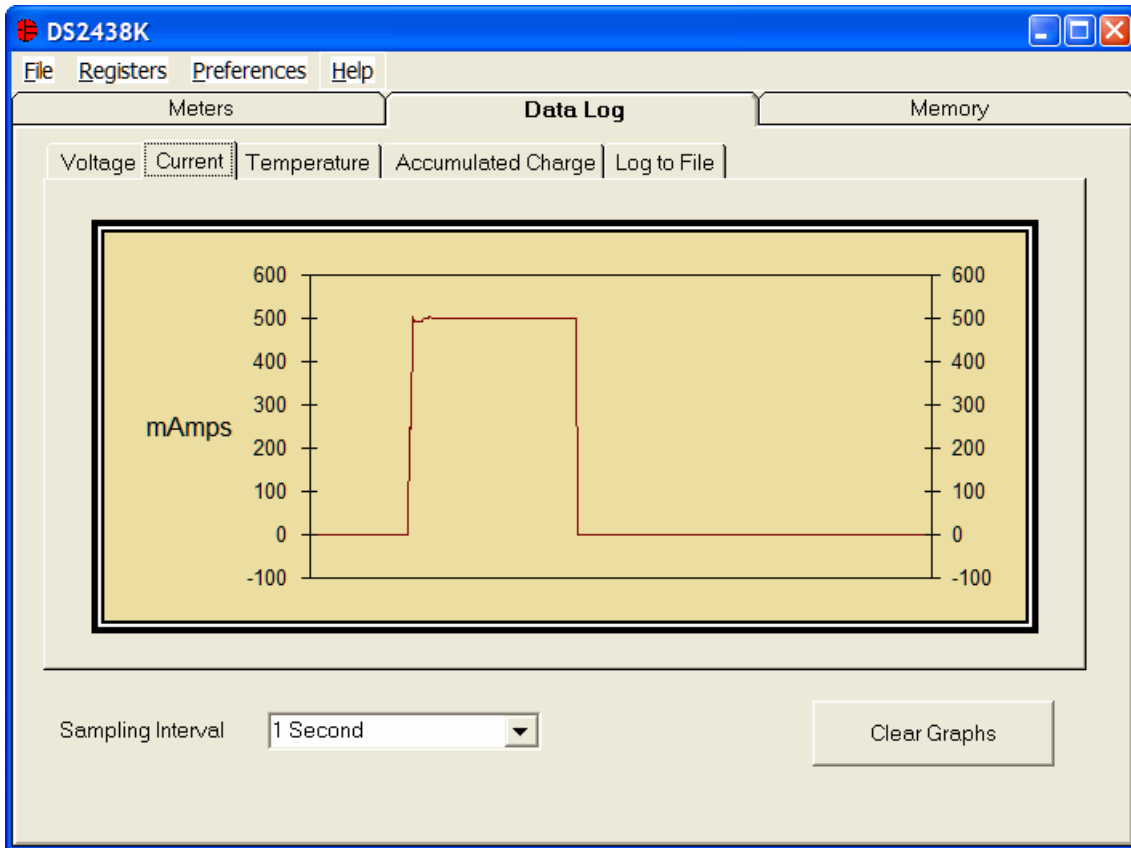 DS2438K
File Registers Preferences Help
Meters Data Log Memory
Voltage Current Temperature Accumulated Charge Log to File
600 600
500 500
400 400
300 300
mAmps
200 200
100 100
0 0
-100 -100
Sampling Interval 1 Second Clear Graphs